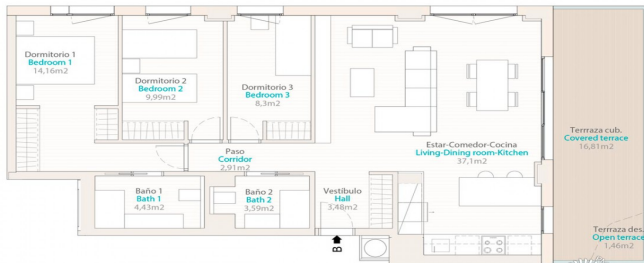 Dormitorio 1
Bedroom 1
14,16m2
Dormitorio 2
Bedroom 2
9,99m2
Dormitorio 3
Bedroom 3
8,3m2
Paso
Corridor
2,91m2
Estar-Comedor-Cocina
Living-Dining room-Kitchen
37,1m2
Terrraza cub.
Covered terrace
16,81m2
Baño 1
Bath 1
4,43m2
Baño 2
Bath 2
3,59m2
Vestíbulo
Hall
3,48m2
Terrraza des.
Open terrace
1,46m2
B